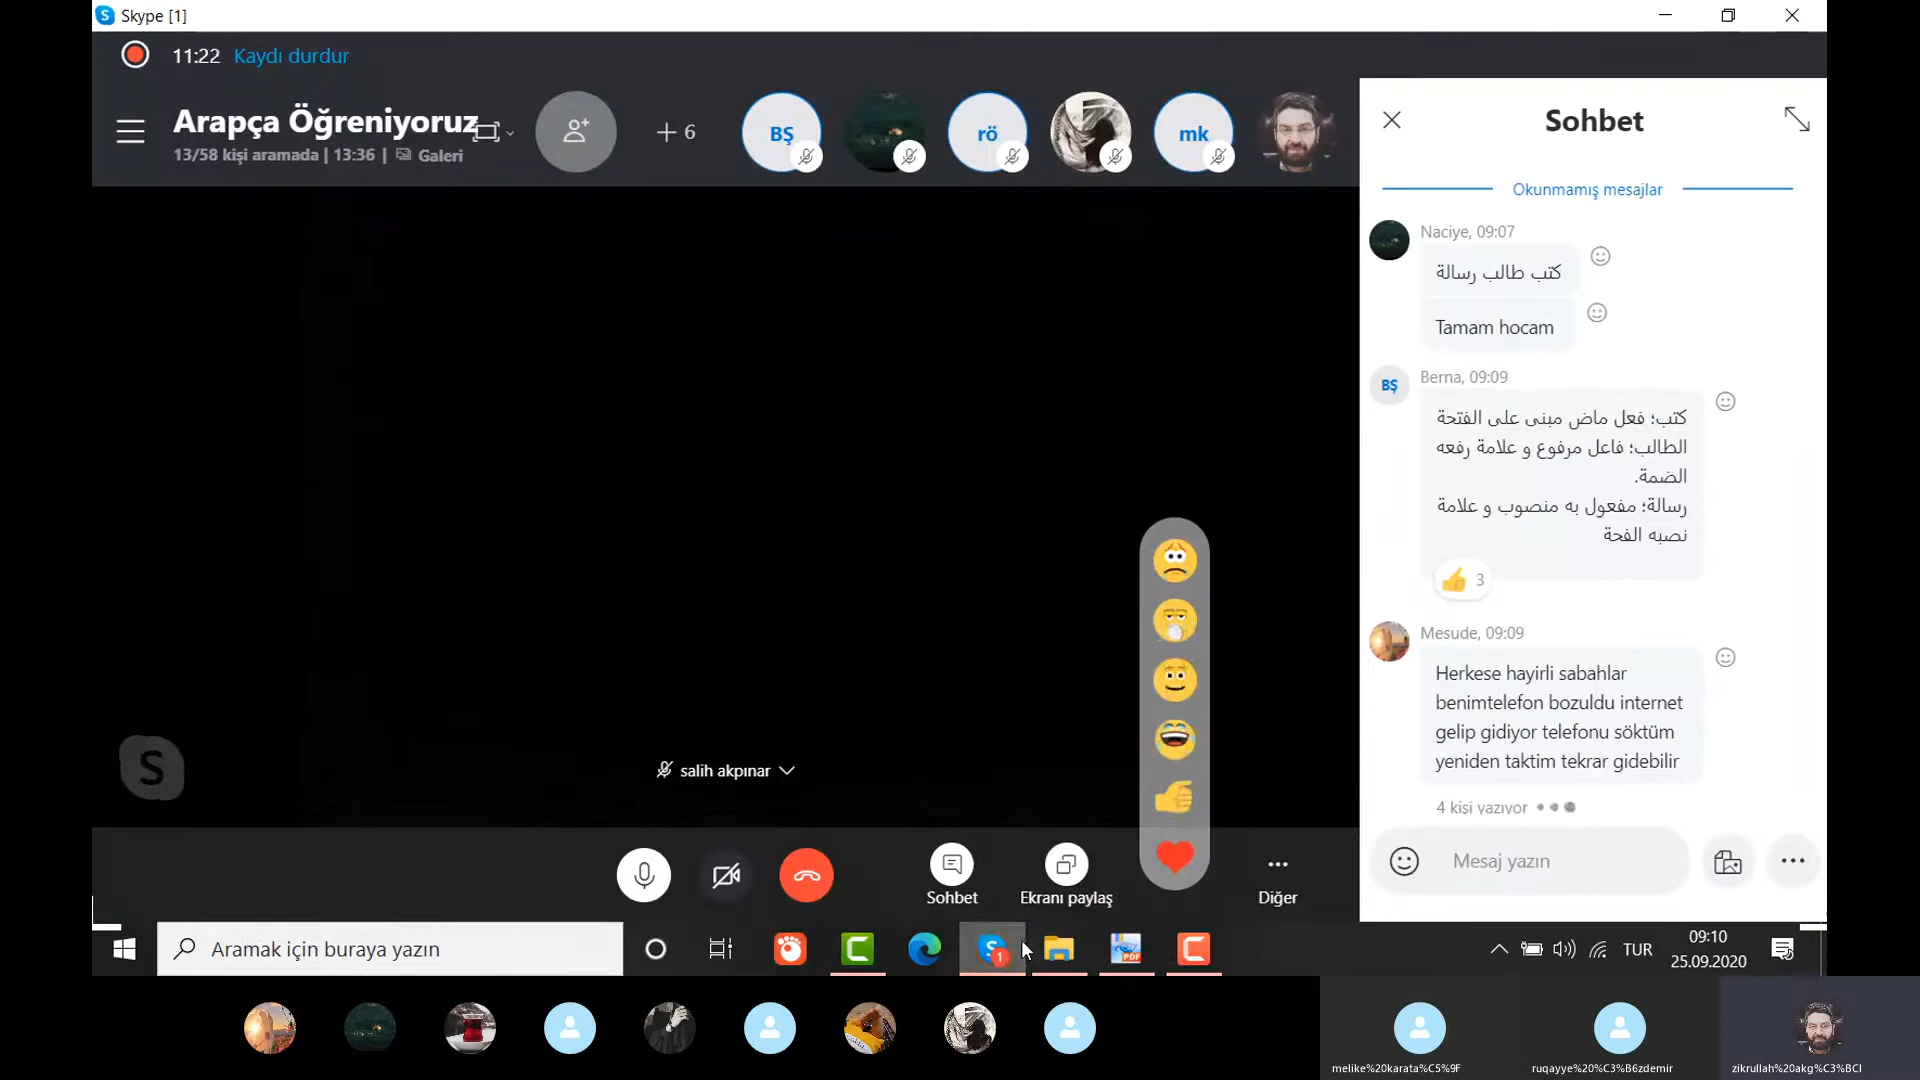 Skype [1]
11:22 Kaydı durdur
Arapça Öğreniyoruz
13/58 kişi aramada | 13:36 | Galeri
+ 6
BŞ
rö
mk
Sohbet
Okunmamış mesajlar
Naciye, 09:07
كتب طالب رسالة
Tamam hocam
BŞ
Berna, 09:09
كتب؛ فعل ماض مبنى على الفتحة
الطالب؛ فاعل مرفوع و علامة رفعه
الضمة.
رسالة؛ مفعول به منصوب و علامة
نصبه الفحة
3
Mesude, 09:09
Herkese hayirli sabahlar
benimtelefon bozuldu internet
gelip gidiyor telefonu söktüm
yeniden taktim tekrar gidebilir
4 kişi yazıyor
Mesaj yazın
salih akpınar
Sohbet
Ekranı paylaş
Diğer
Aramak için buraya yazın
1
PDF
TUR
09:10
25.09.2020
melike%20karata%C5%9F
ruqayye%20%C3%B6zdemir
zikrullah%20akg%C3%BCl